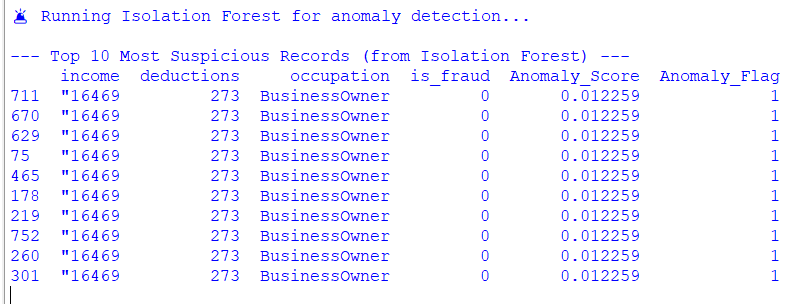 🚨 Running Isolation Forest for anomaly detection...
--- Top 10 Most Suspicious Records (from Isolation Forest) ---
income deductions occupation is_fraud Anomaly_Score Anomaly_Flag
711 "16469 273 BusinessOwner 0 0.012259 1
670 "16469 273 BusinessOwner 0 0.012259 1
629 "16469 273 BusinessOwner 0 0.012259 1
75 "16469 273 BusinessOwner 0 0.012259 1
465 "16469 273 BusinessOwner 0 0.012259 1
178 "16469 273 BusinessOwner 0 0.012259 1
219 "16469 273 BusinessOwner 0 0.012259 1
752 "16469 273 BusinessOwner 0 0.012259 1
260 "16469 273 BusinessOwner 0 0.012259 1
301 "16469 273 BusinessOwner 0 0.012259 1